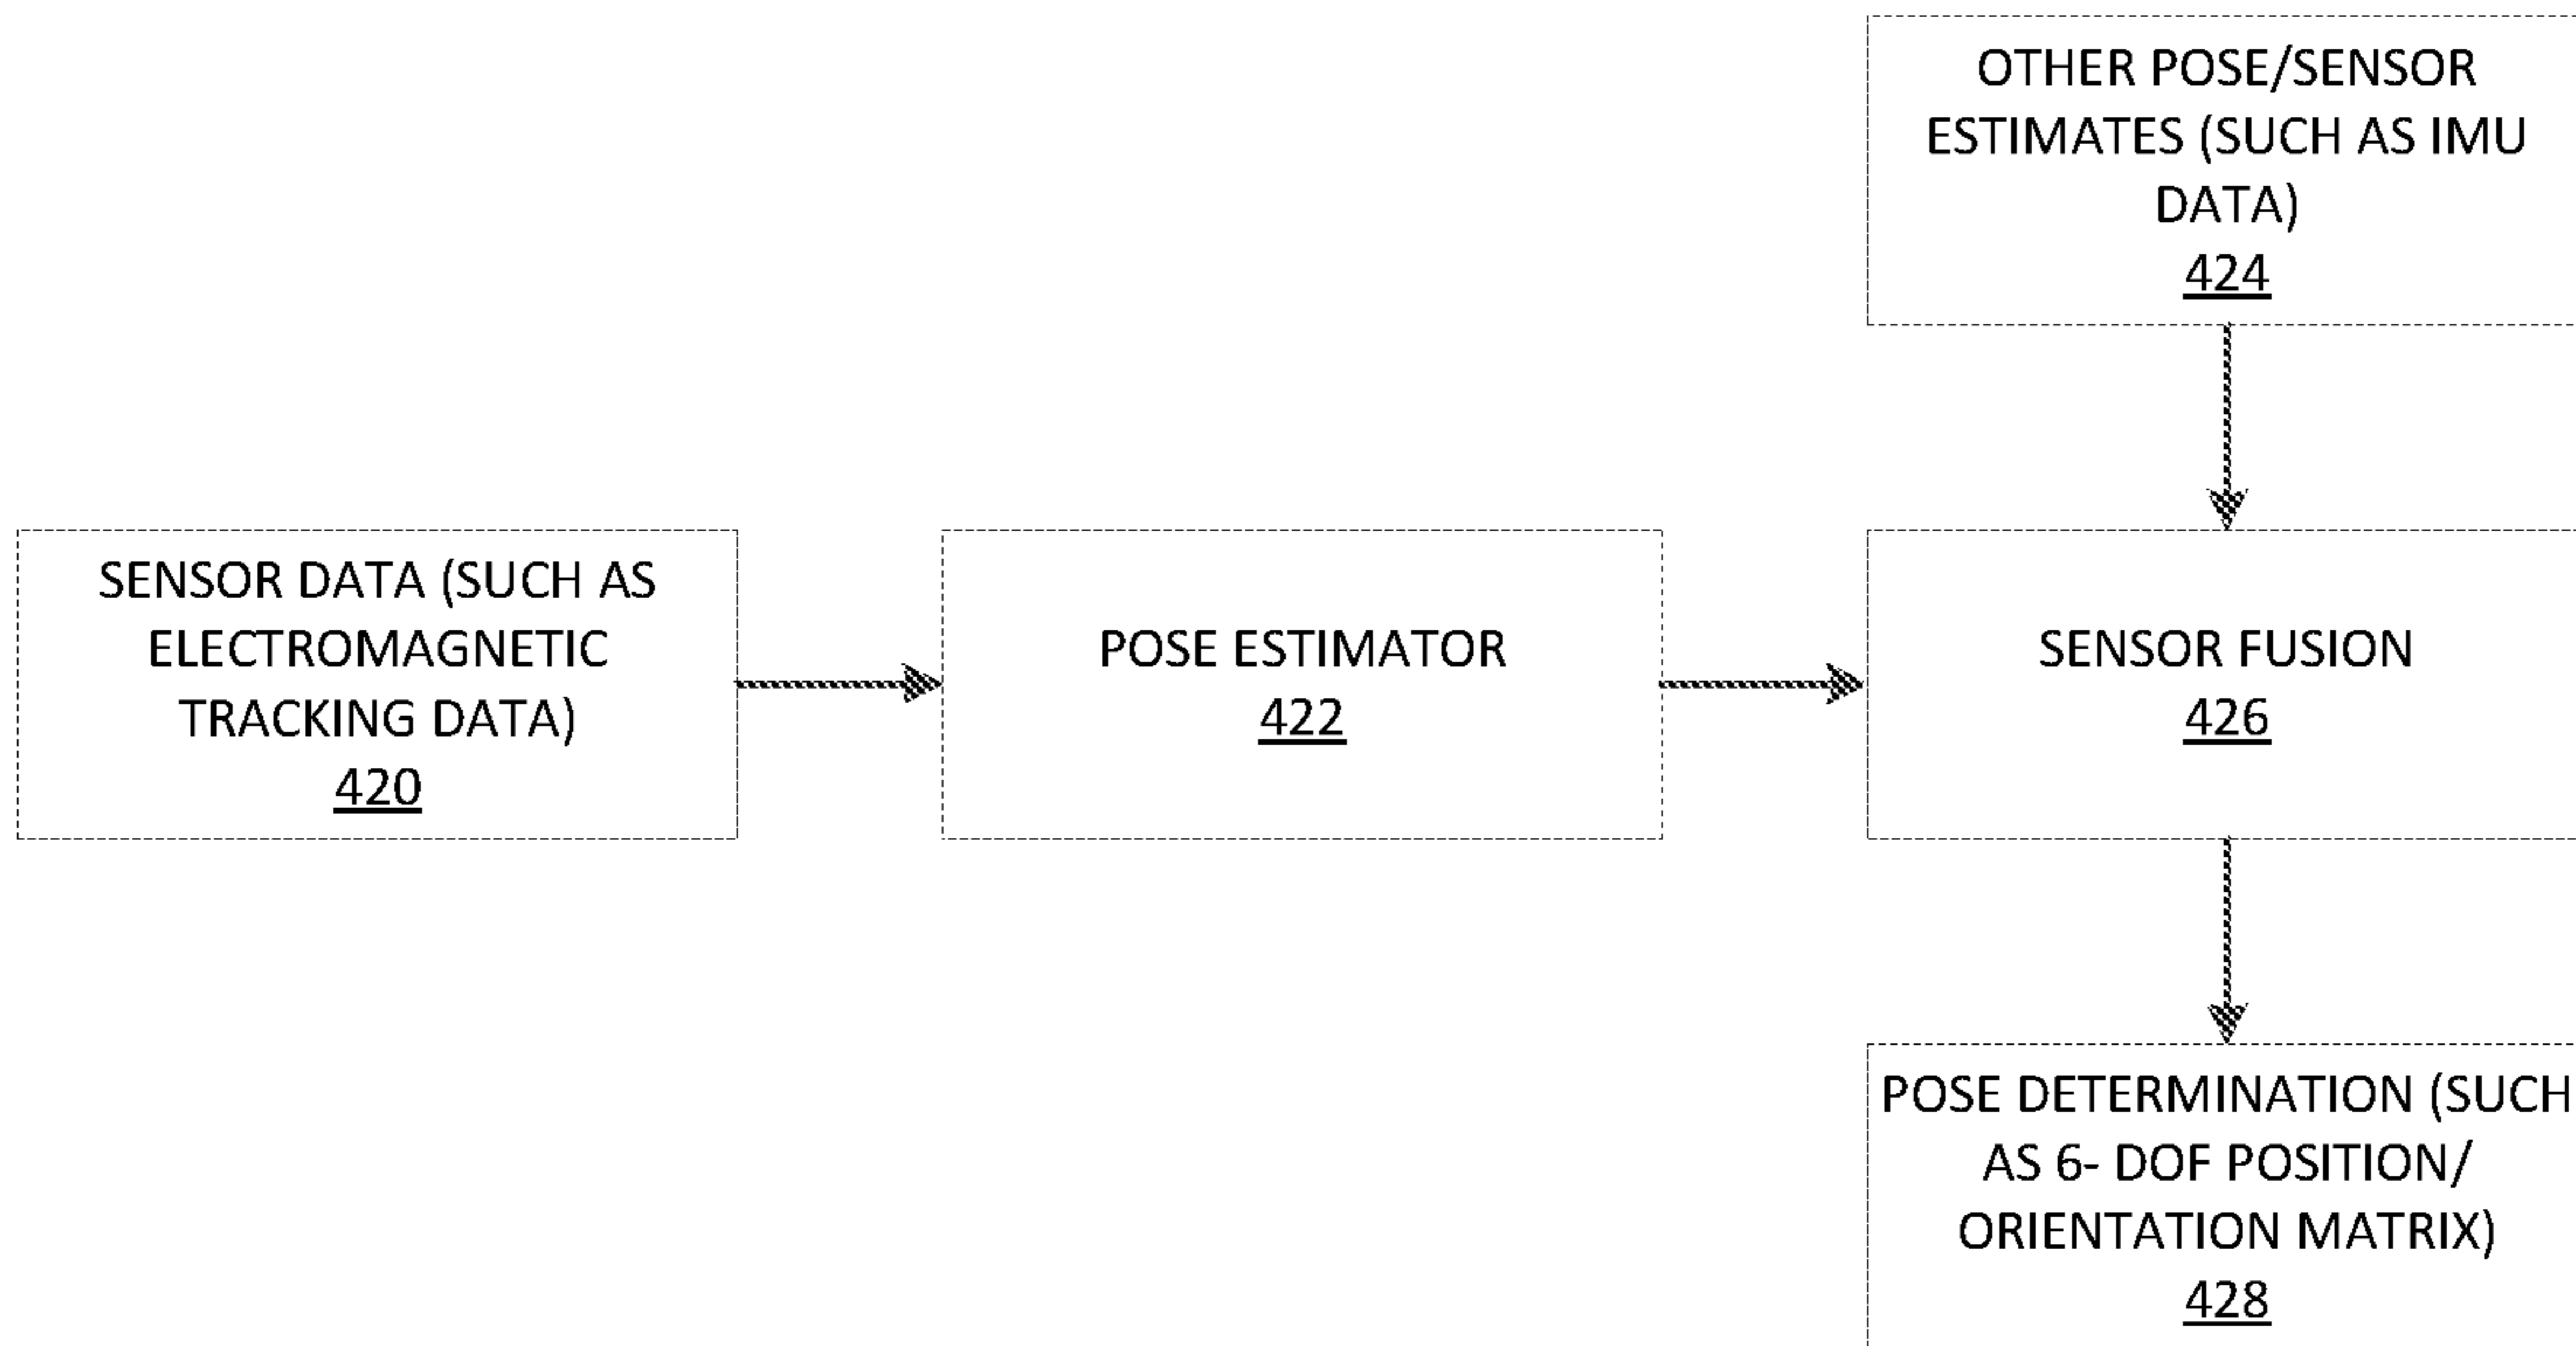 OTHER POSE/SENSOR
ESTIMATES (SUCH AS IMU
DATA)
424
SENSOR DATA (SUCH AS
ELECTROMAGNETIC
TRACKING DATA)
420
POSE ESTIMATOR
422
SENSOR FUSION
426
POSE DETERMINATION (SUCH
AS 6- DOF POSITION/
ORIENTATION MATRIX)
428